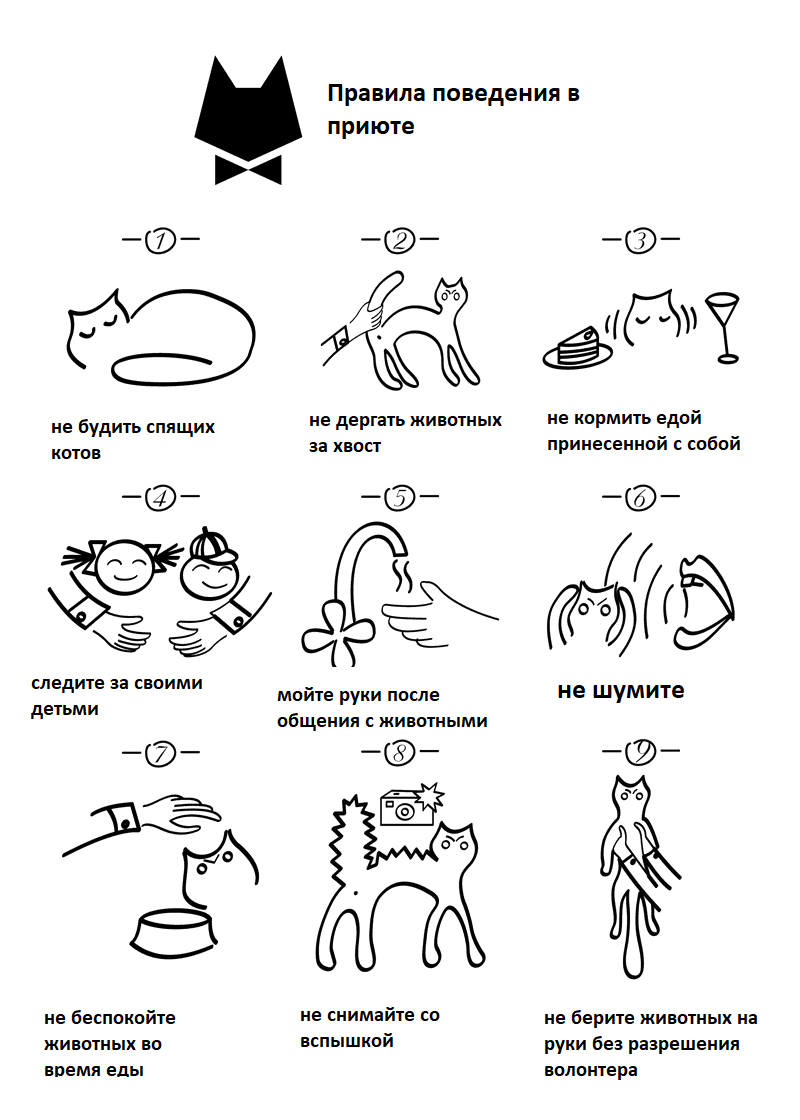 Правила поведения в
приюте
1
2
3
не будить спящих
котов
не дергать животных
за хвост
не кормить едой
принесенной с собой
4
5
6
следите за своими
детьми
мойте руки после
общения с животными
не шумите
7
8
9
не беспокойте
животных во
время еды
не снимайте со
вспышкой
не берите животных на
руки без разрешения
волонтера